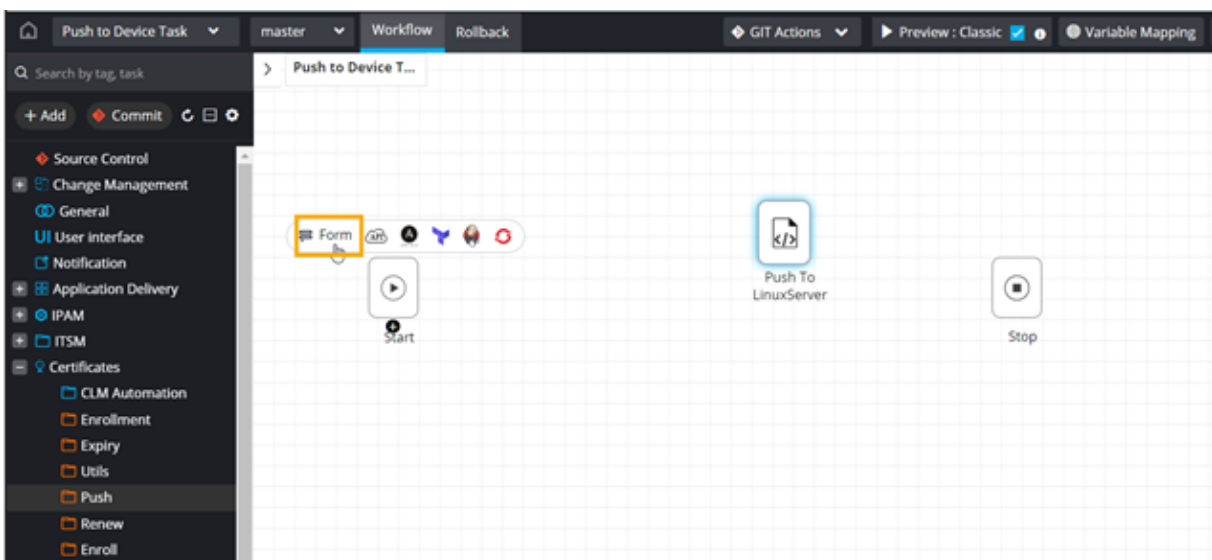 Push to Device Task
master
Workflow
Rollback
GIT Actions
Preview : Classic
Variable Mapping
Search by tag, task
Push to Device T...
+ Add
Commit
Source Control
Change Management
General
UI User interface
Notification
Application Delivery
IPAM
ITSM
Certificates
CLM Automation
Enrollment
Expiry
Utils
Push
Renew
Enroll
Form
API
A
Start
Push To
LinuxServer
Stop